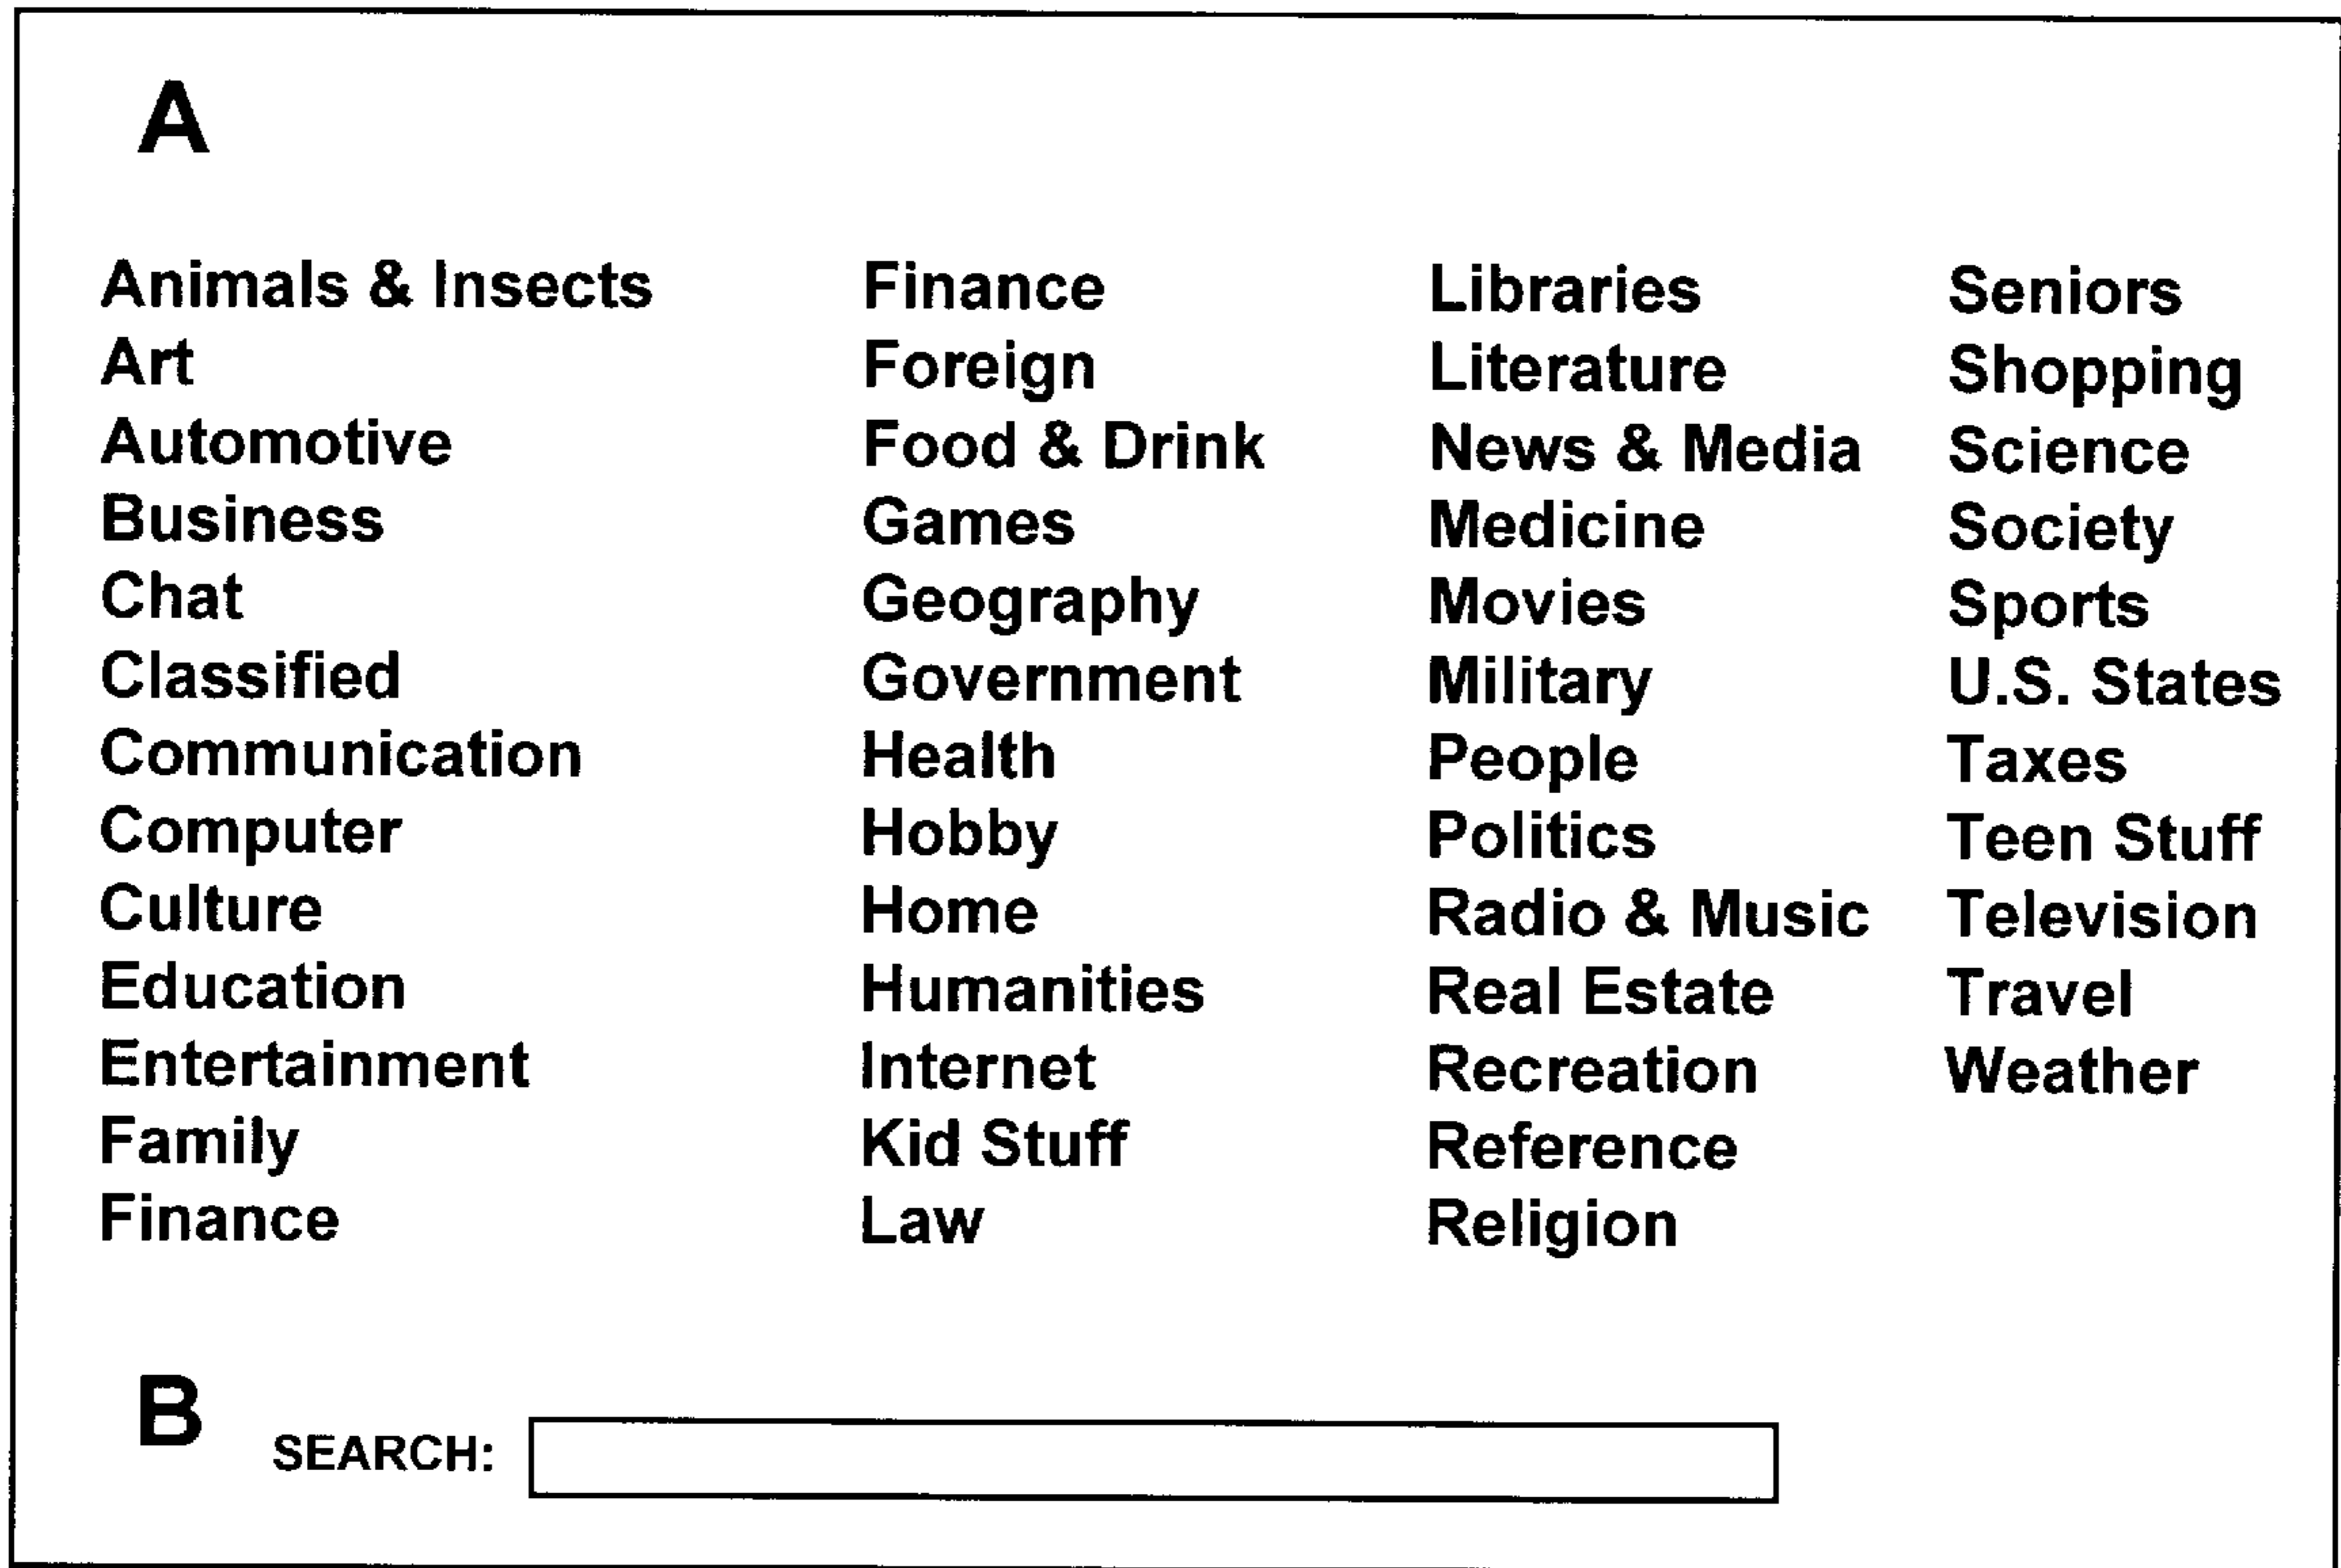 A
Animals & Insects
Art
Automotive
Business
Chat
Classified
Communication
Computer
Culture
Education
Entertainment
Family
Finance
Finance
Foreign
Food & Drink
Games
Geography
Government
Health
Hobby
Home
Humanities
Internet
Kid Stuff
Law
Libraries
Literature
News & Media
Medicine
Movies
Military
People
Politics
Radio & Music
Real Estate
Recreation
Reference
Religion
Seniors
Shopping
Science
Society
Sports
U.S. States
Taxes
Teen Stuff
Television
Travel
Weather
B
SEARCH: